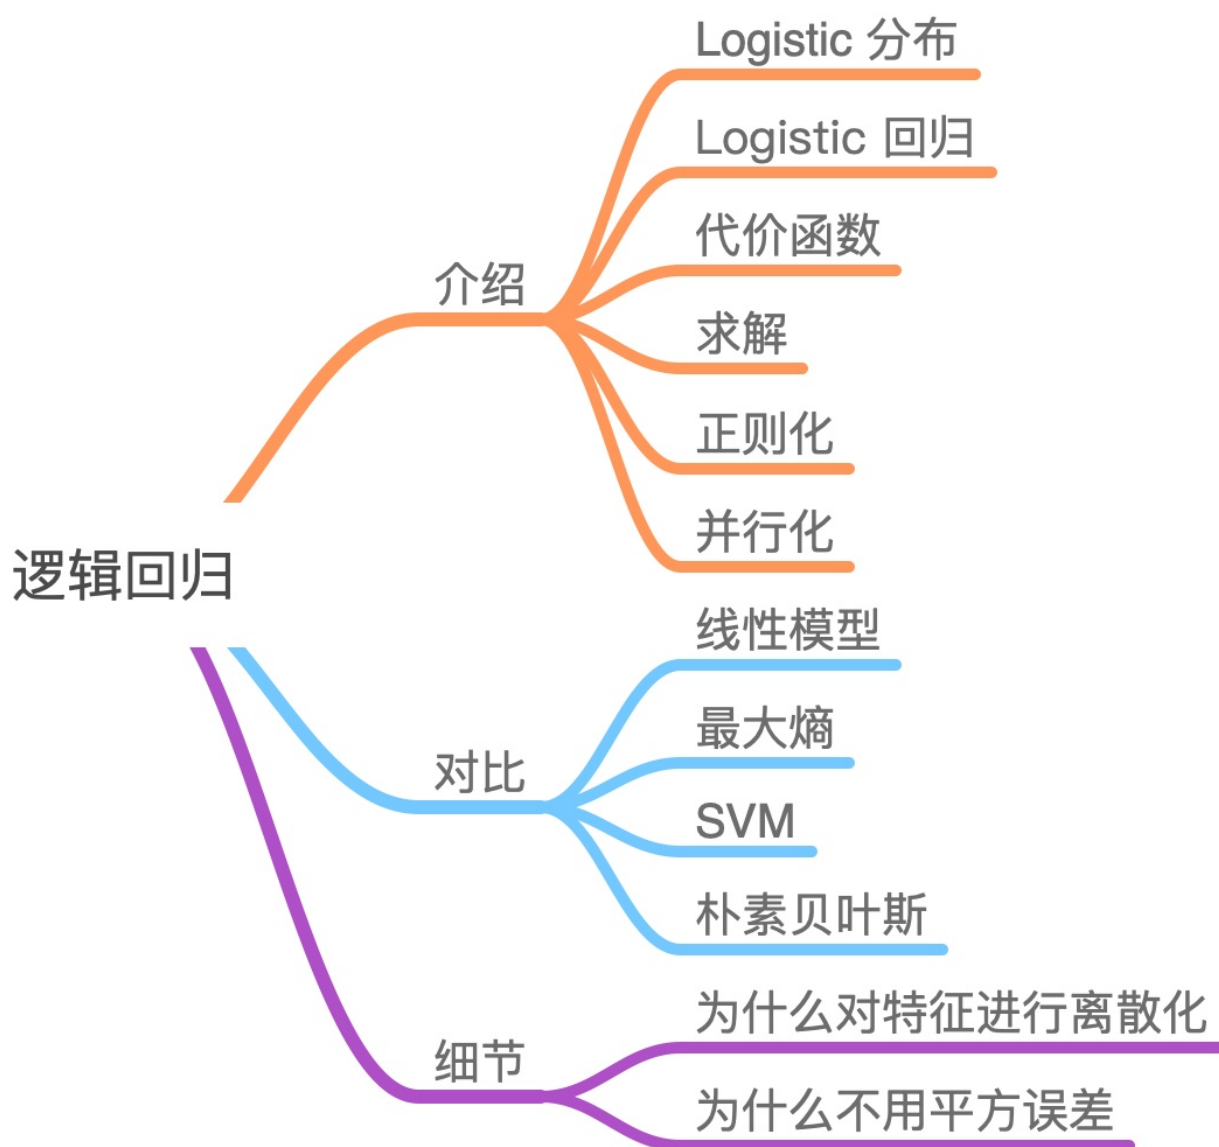 逻辑回归
介绍
Logistic 分布
Logistic 回归
代价函数
求解
正则化
并行化
对比
线性模型
最大熵
SVM
朴素贝叶斯
细节
为什么对特征进行离散化
为什么不用平方误差